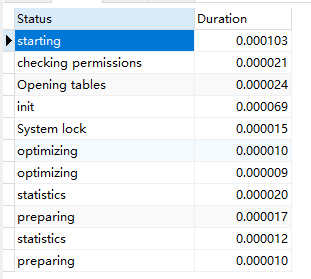 Status Duration
starting 0.000103
checking permissions 0.000021
Opening tables 0.000024
init 0.000069
System lock 0.000015
optimizing 0.000010
optimizing 0.000009
statistics 0.000020
preparing 0.000017
statistics 0.000012
preparing 0.000010